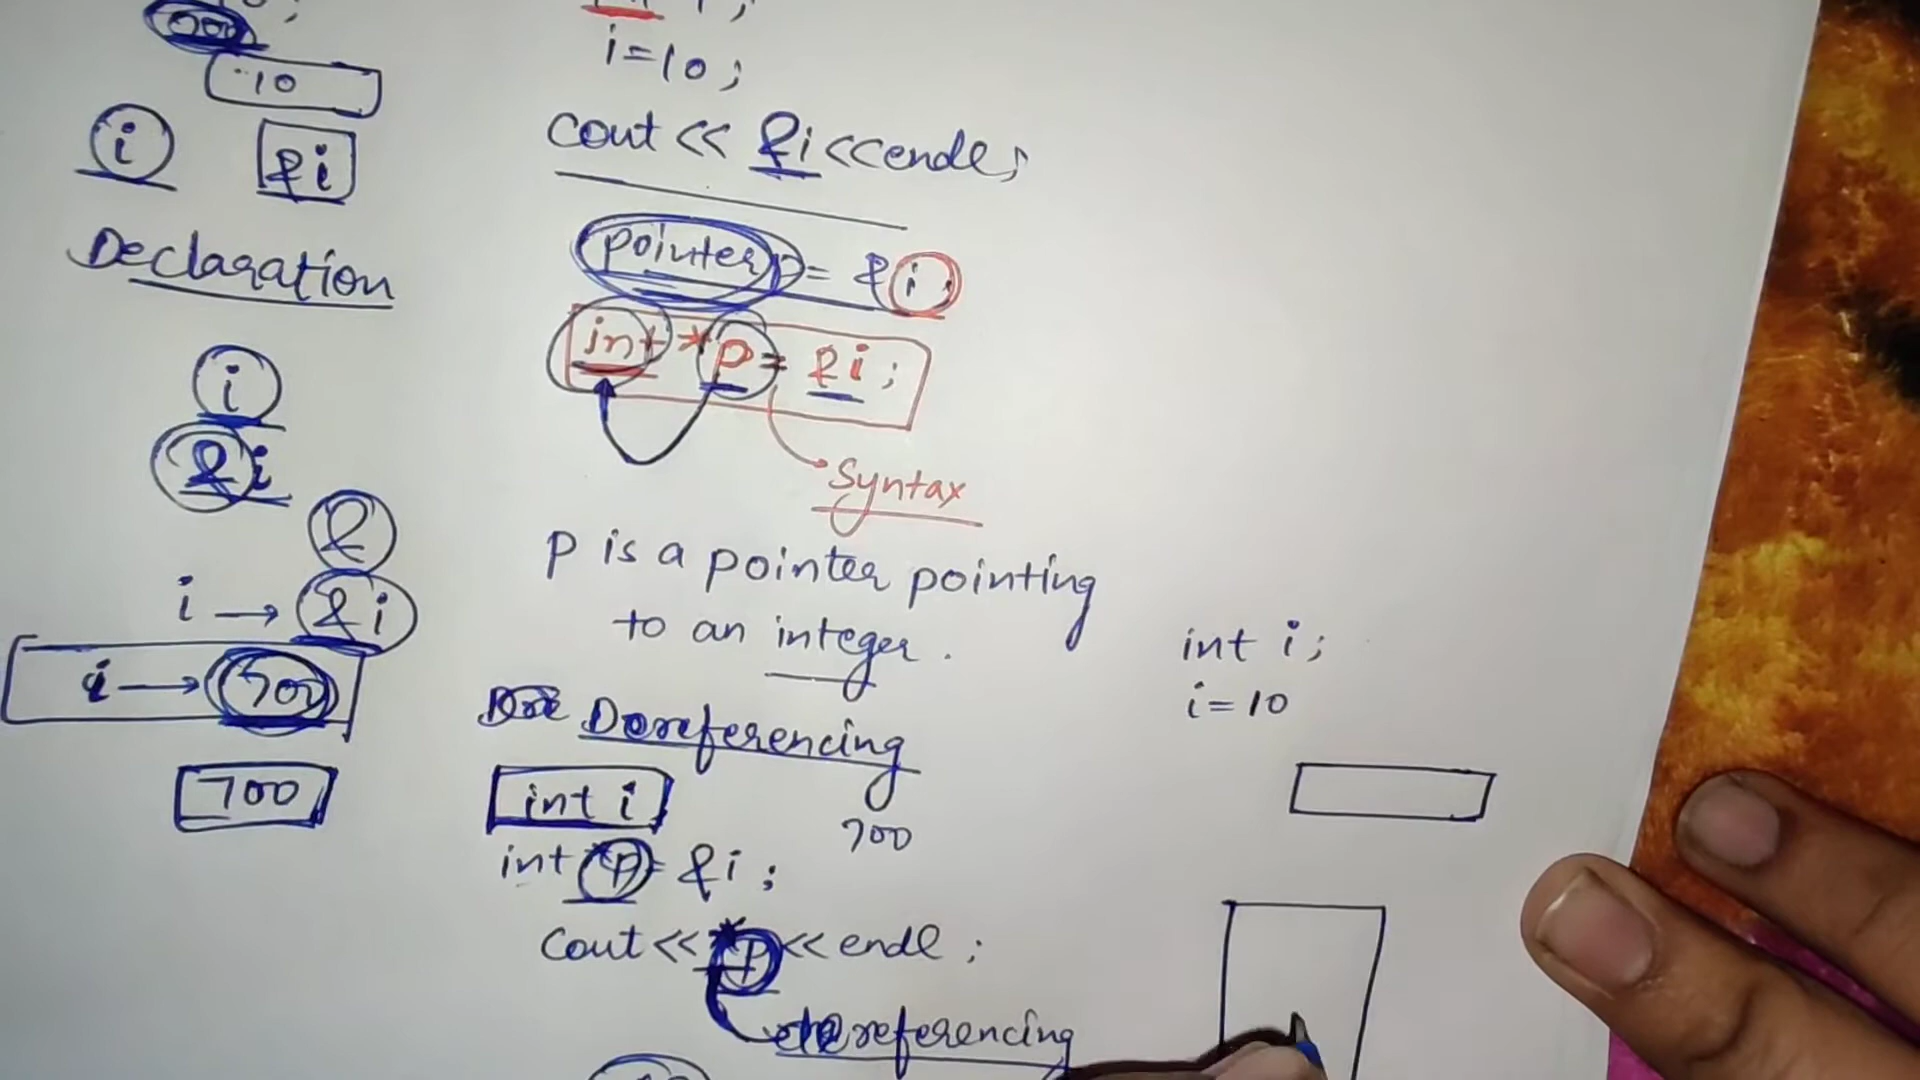 10
i=10;
i &i
cout << &i <<endl;
Declaration
pointer p = &i;
int *p = &i;
i
&i
Syntax
&
i → &i
p is a pointer pointing
to an integer.
i → 700
Dereferencing
int i;
i=10
700
int i
700
int *p = &i;
cout << *p << endl;
dereferencing